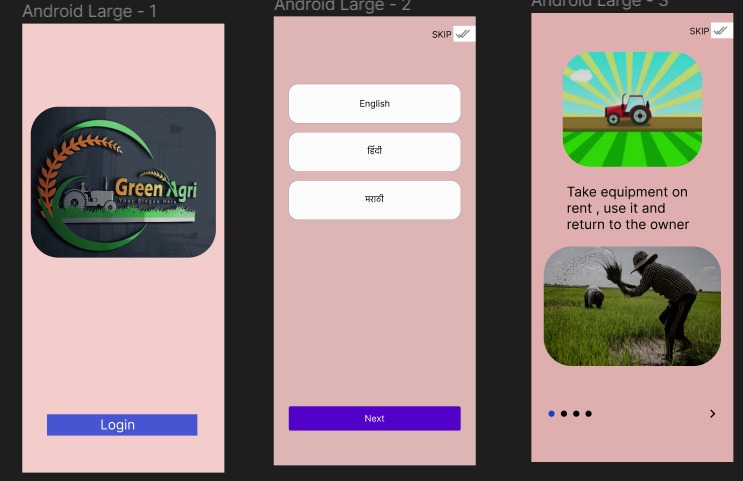 Android Large - 1
Android Large - 2
Android Large - 3
Green Agri
Your Slogan Here
Login
SKIP
English
हिंदी
मराठी
Next
SKIP
Take equipment on
rent , use it and
return to the owner